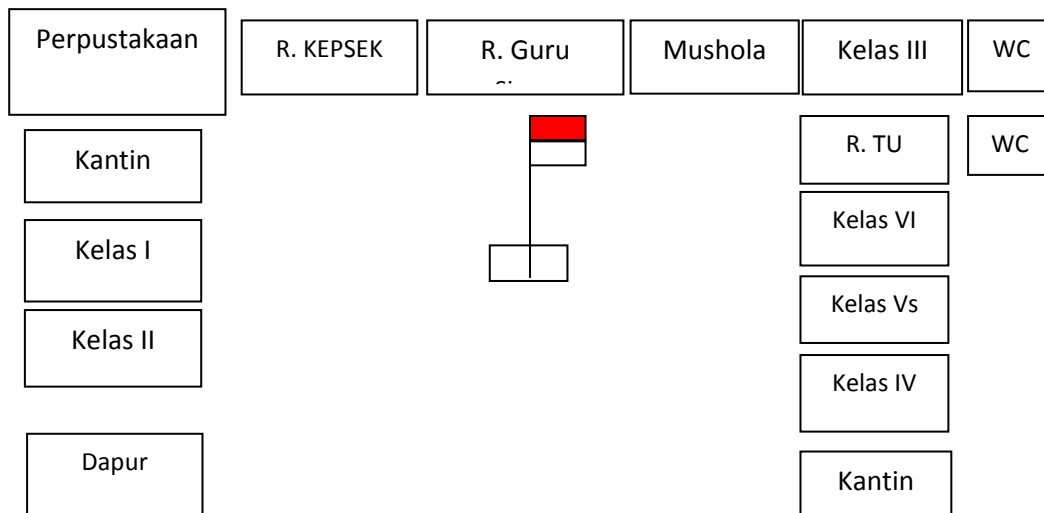 Perpustakaan
R. KEPSEK
R. Guru
Mushola
Kelas III
WC
Kantin
R. TU
WC
Kelas I
Kelas VI
Kelas II
Kelas Vs
Kelas IV
Dapur
Kantin